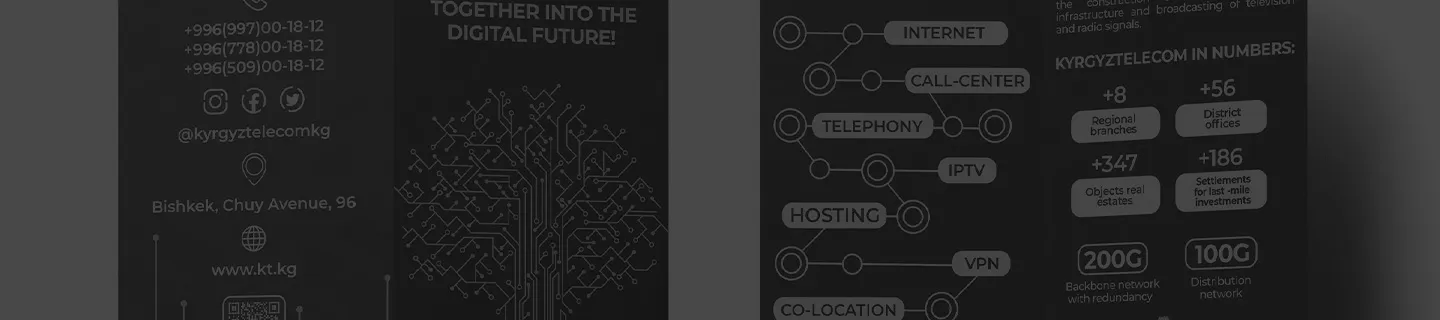 +996(997)00-18-12
+996(778)00-18-12
+996(509)00-18-12
@kyrgyztelecomkg
Bishkek, Chuy Avenue, 96
www.kt.kg
TOGETHER INTO THE
DIGITAL FUTURE!
INTERNET
CALL-CENTER
TELEPHONY
IPTV
HOSTING
VPN
CO-LOCATION
infrastructure and broadcasting of television
and radio signals.
KYRGYZTELECOM IN NUMBERS:
+8
Regional
branches
+56
District
offices
+347
Objects real
estates
+186
Settlements
for last -mile
investments
200G
Backbone network
with redundancy
100G
Distribution
network